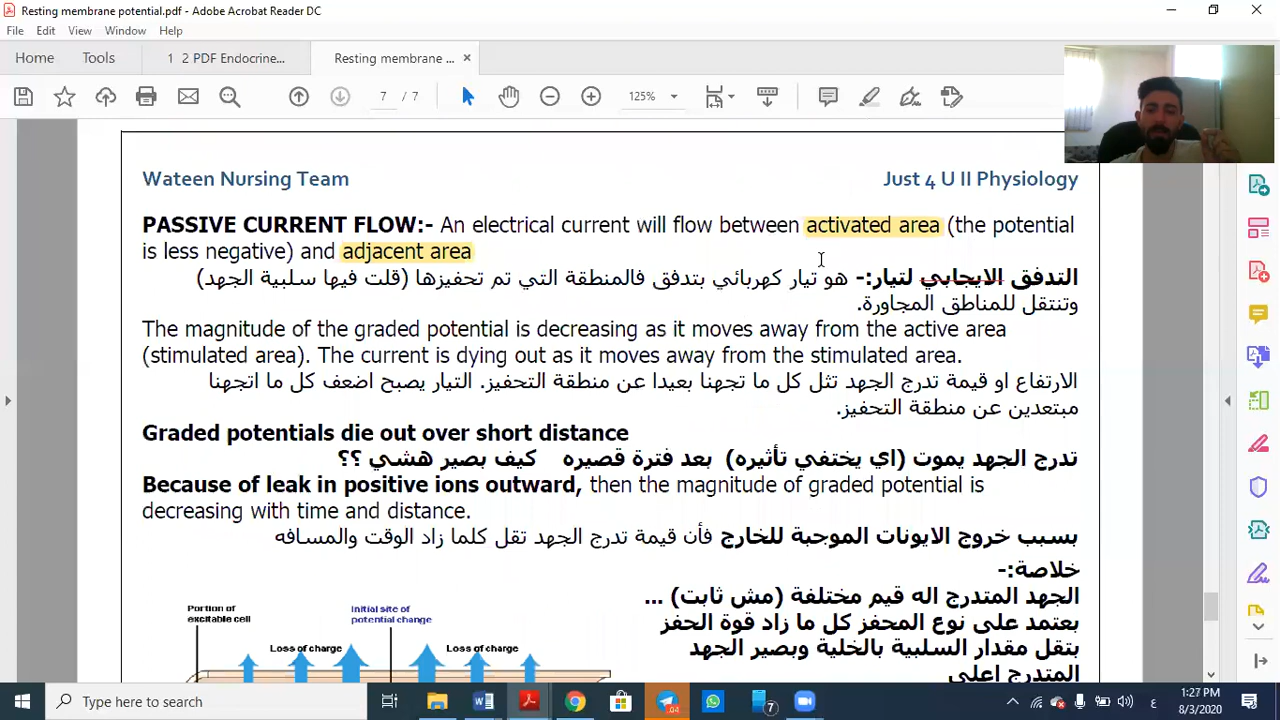 Resting membrane potential.pdf - Adobe Acrobat Reader DC
File Edit View Window Help
Home Tools 1 2 PDF Endocrine... Resting membrane ...
7 / 7 125%
Wateen Nursing Team Just 4 U II Physiology
PASSIVE CURRENT FLOW:- An electrical current will flow between activated area (the potential
is less negative) and adjacent area
التدفق الايجابي لتيار:- هو تيار كهربائي بتدفق فالمنطقة التي تم تحفيزها (قلت فيها سلبية الجهد)
وتنتقل للمناطق المجاورة.
The magnitude of the graded potential is decreasing as it moves away from the active area
(stimulated area). The current is dying out as it moves away from the stimulated area.
الارتفاع او قيمة تدرج الجهد تثل كل ما تجهنا بعيدا عن منطقة التحفيز. التيار يصبح اضعف كل ما اتجهنا
مبتعدين عن منطقة التحفيز.
Graded potentials die out over short distance
تدرج الجهد يموت (اي يختفي تأثيره) بعد فترة قصيره كيف بصير هشي ؟؟
Because of leak in positive ions outward, then the magnitude of graded potential is
decreasing with time and distance.
بسبب خروج الايونات الموجبة للخارج فأن قيمة تدرج الجهد تقل كلما زاد الوقت والمسافه
خلاصة:-
الجهد المتدرج اله قيم مختلفة (مش ثابت) ...
يعتمد على نوع المحفز كل ما زاد قوة الحفز
بتقل مقدار السلبية بالخلية وبصير الجهد
المتدرج اعلى
Portion of
excitable cell
Initial site of
potential change
Loss of charge Loss of charge
Type here to search
04
7
ع
1:27 PM
8/3/2020